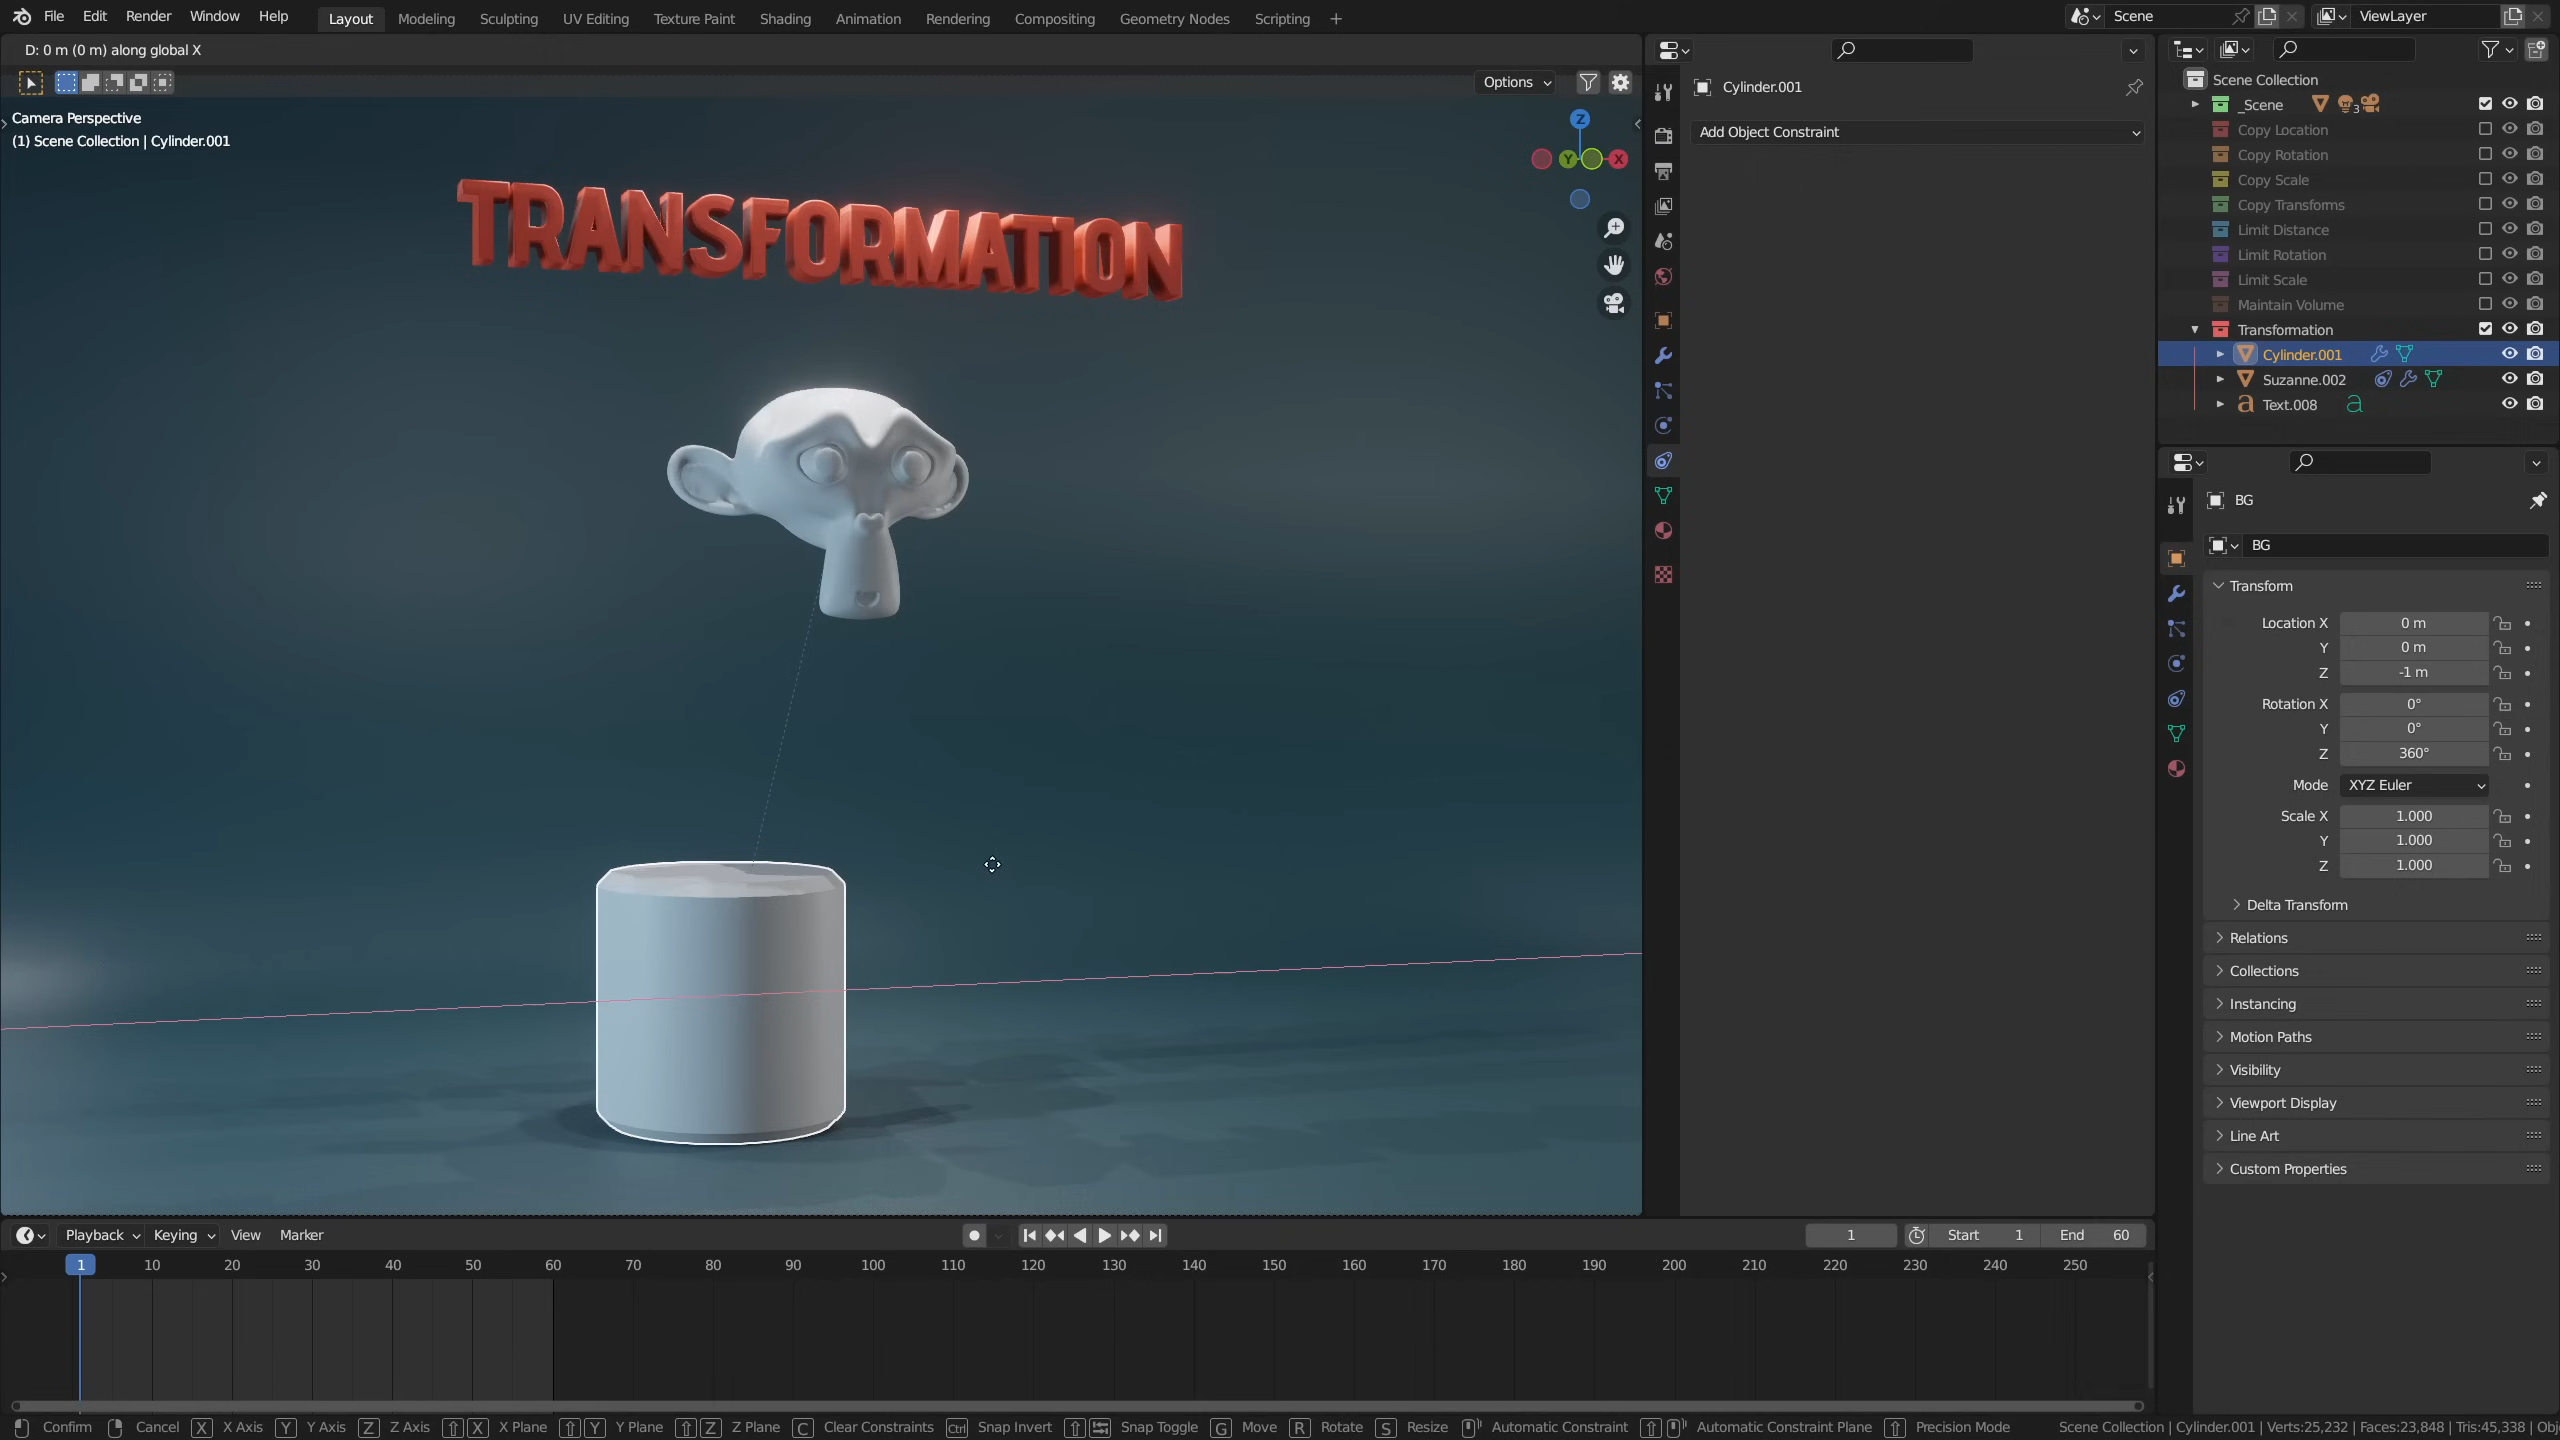 File Edit Render Window Help Layout Modeling Sculpting UV Editing Texture Paint Shading Animation Rendering Compositing Geometry Nodes Scripting + Scene ViewLayer
D: 0 m (0 m) along global X
Options
Camera Perspective
(1) Scene Collection | Cylinder.001
Z
Y X
TRANSFORMATION
Cylinder.001
Add Object Constraint
Scene Collection
_Scene 3
Copy Location
Copy Rotation
Copy Scale
Copy Transforms
Limit Distance
Limit Rotation
Limit Scale
Maintain Volume
Transformation
Cylinder.001
Suzanne.002
Text.008
BG
BG
Transform
Location X 0 m
Y 0 m
Z -1 m
Rotation X 0°
Y 0°
Z 360°
Mode XYZ Euler
Scale X 1.000
Y 1.000
Z 1.000
Delta Transform
Relations
Collections
Instancing
Motion Paths
Visibility
Viewport Display
Line Art
Custom Properties
Playback Keying View Marker 1 Start 1 End 60
1 10 20 30 40 50 60 70 80 90 100 110 120 130 140 150 160 170 180 190 200 210 220 230 240 250
Confirm Cancel X X Axis Y Y Axis Z Z Axis X X Plane Y Y Plane Z Z Plane C Clear Constraints Ctrl Snap Invert Snap Toggle G Move R Rotate S Resize Automatic Constraint Automatic Constraint Plane Precision Mode Scene Collection | Cylinder.001 | Verts:25,232 | Faces:23,848 | Tris:45,338 | Obj